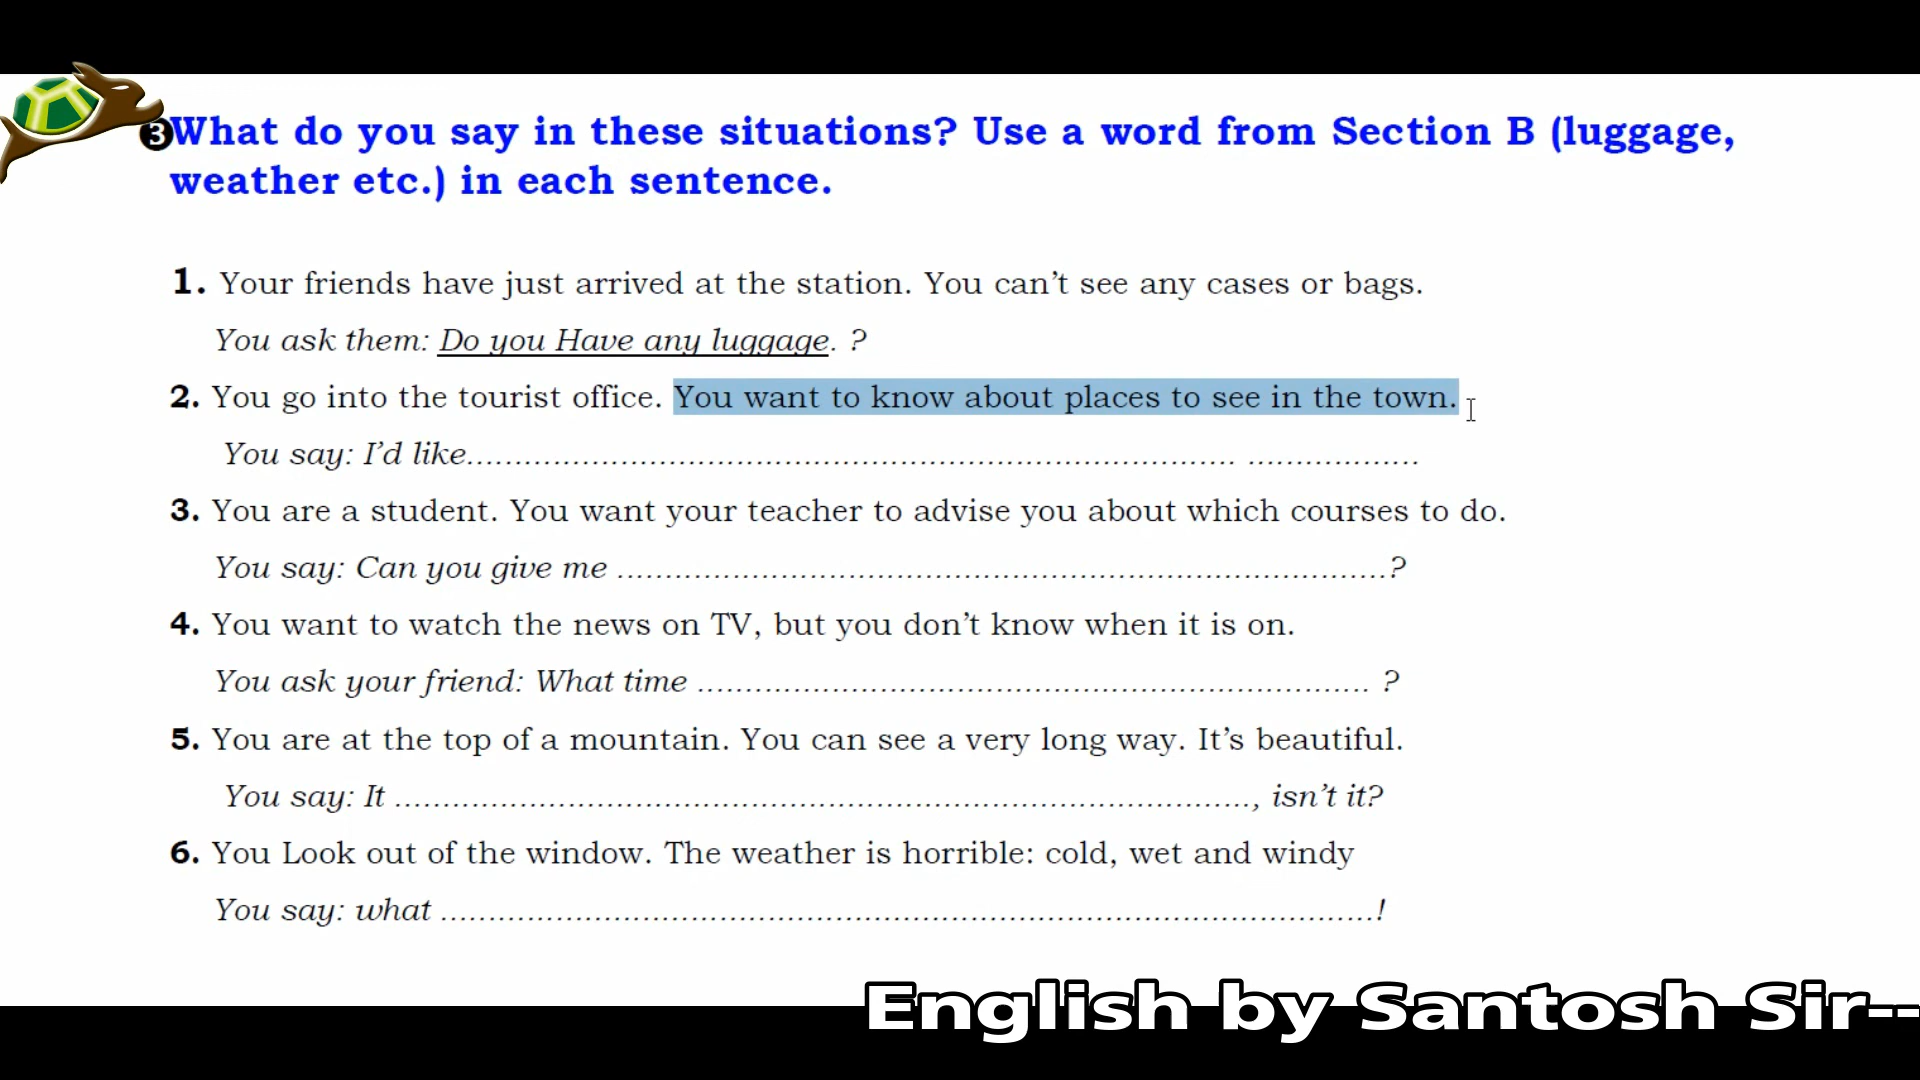 ❸What do you say in these situations? Use a word from Section B (luggage,
weather etc.) in each sentence.
1. Your friends have just arrived at the station. You can’t see any cases or bags.
You ask them: Do you Have any luggage. ?
2. You go into the tourist office. You want to know about places to see in the town.
You say: I’d like................................................................................ ..................
3. You are a student. You want your teacher to advise you about which courses to do.
You say: Can you give me ................................................................................?
4. You want to watch the news on TV, but you don’t know when it is on.
You ask your friend: What time ...................................................................... ?
5. You are at the top of a mountain. You can see a very long way. It’s beautiful.
You say: It ........................................................................................., isn’t it?
6. You Look out of the window. The weather is horrible: cold, wet and windy
You say: what .................................................................................................!
English by Santosh Sir--